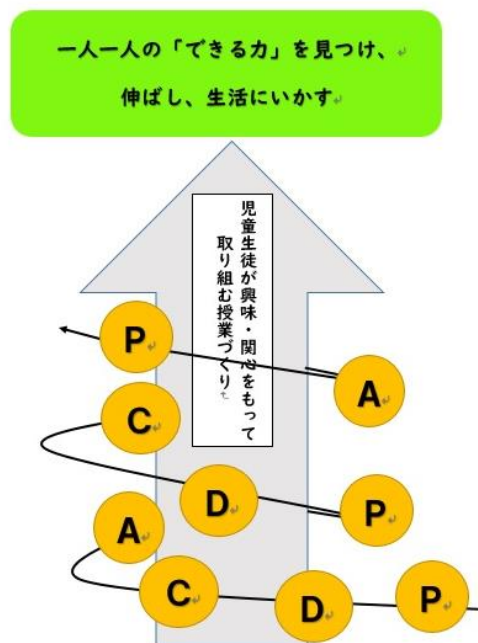 一人一人の「できる力」を見つけ、
伸ばし、生活にいかす
児童生徒が興味・関心をもって
取り組む授業づくり
P
A
C
D
P
A
C
D
P